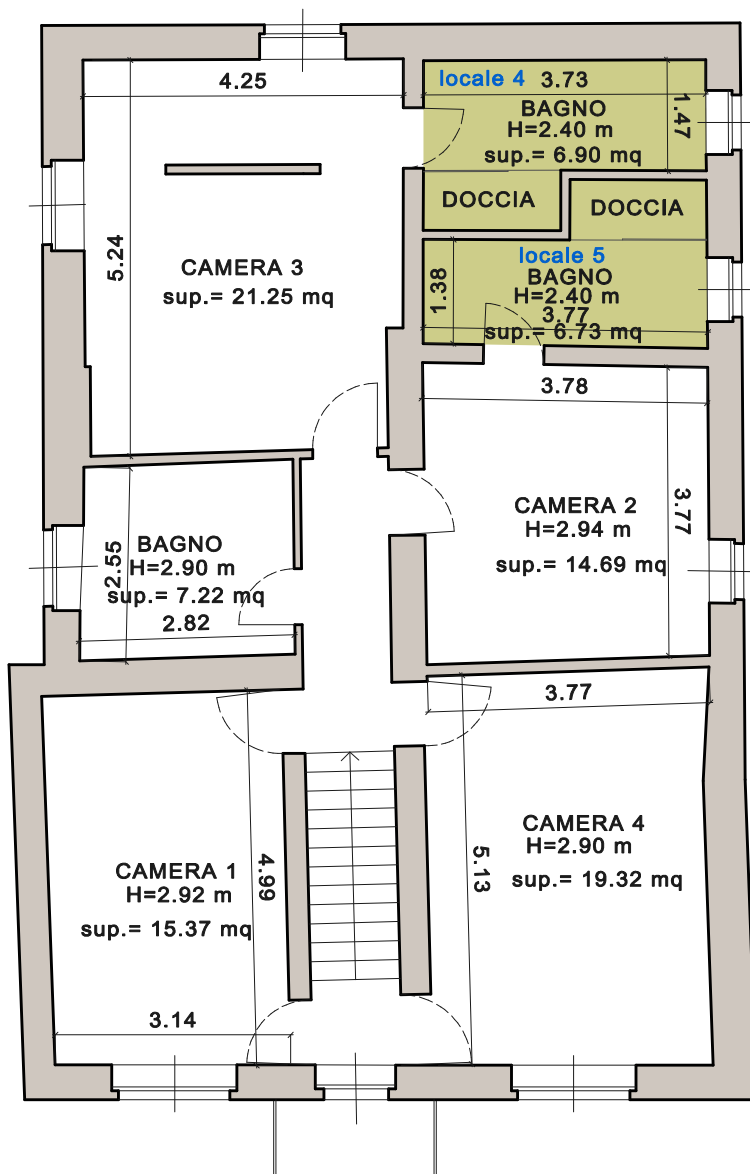 4.25
locale 4
3.73
BAGNO
H=2.40 m
sup.= 6.90 mq
1.47
DOCCIA
DOCCIA
5.24
CAMERA 3
sup.= 21.25 mq
locale 5
BAGNO
H=2.40 m
3.77
sup.= 6.73 mq
1.38
3.78
CAMERA 2
H=2.94 m
sup.= 14.69 mq
3.77
BAGNO
H=2.90 m
sup.= 7.22 mq
2.55
2.82
3.77
CAMERA 4
H=2.90 m
sup.= 19.32 mq
5.13
CAMERA 1
H=2.92 m
sup.= 15.37 mq
4.99
3.14